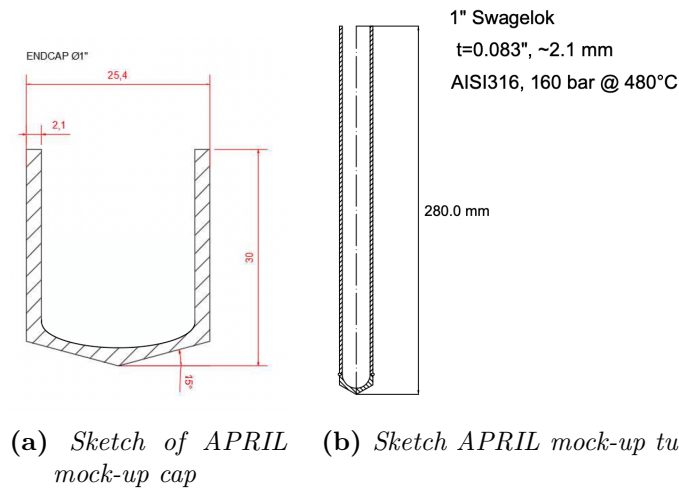 ENDCAP Ø1"
25,4
2,1
30
15°
1" Swagelok
t=0.083", ~2.1 mm
AISI316, 160 bar @ 480°C
280.0 mm
(a) Sketch of APRIL
mock-up cap
(b) Sketch APRIL mock-up tu